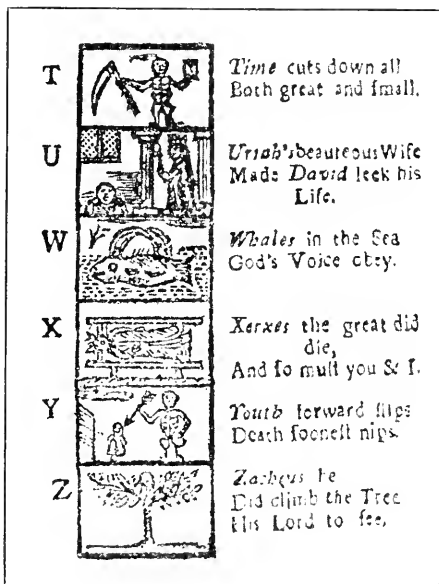 T
Time cuts down all
Both great and ſmall.
U
Uriah's beauteous Wife
Made David ſeek his
Life.
W
Whales in the Sea
God's Voice obey.
X
Xerxes the great did
die,
And ſo muſt you & I.
Y
Youth forward ſlips
Death ſooneſt nips.
Z
Zacheus he
Did climb the Tree
His Lord to ſee,